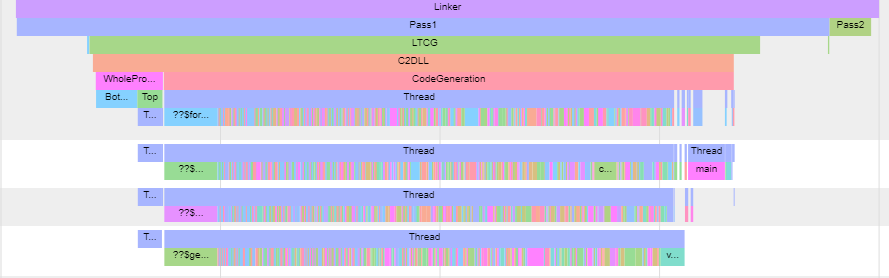 Linker
Pass1 Pass2
LTCG
C2DLL
WholePro... CodeGeneration
Bot... Top Thread
T... ??$for...
T... Thread Thread
??$... c... main
T... Thread
??$...
T... Thread
??$ge... v...